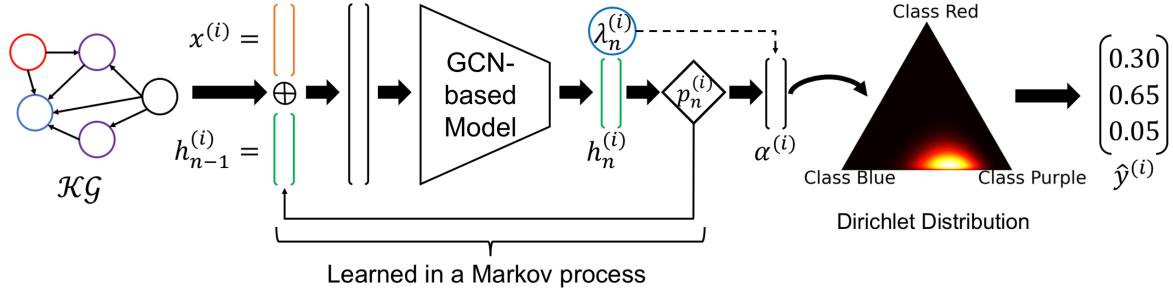 𝒦𝒢
x^{(i)} =
⊕
h_{n-1}^{(i)} =
GCN-
based
Model
λ_n^{(i)}
h_n^{(i)}
p_n^{(i)}
α^{(i)}
Class Red
Class Blue
Class Purple
Dirichlet Distribution
0.30
0.65
0.05
ŷ^{(i)}
Learned in a Markov process